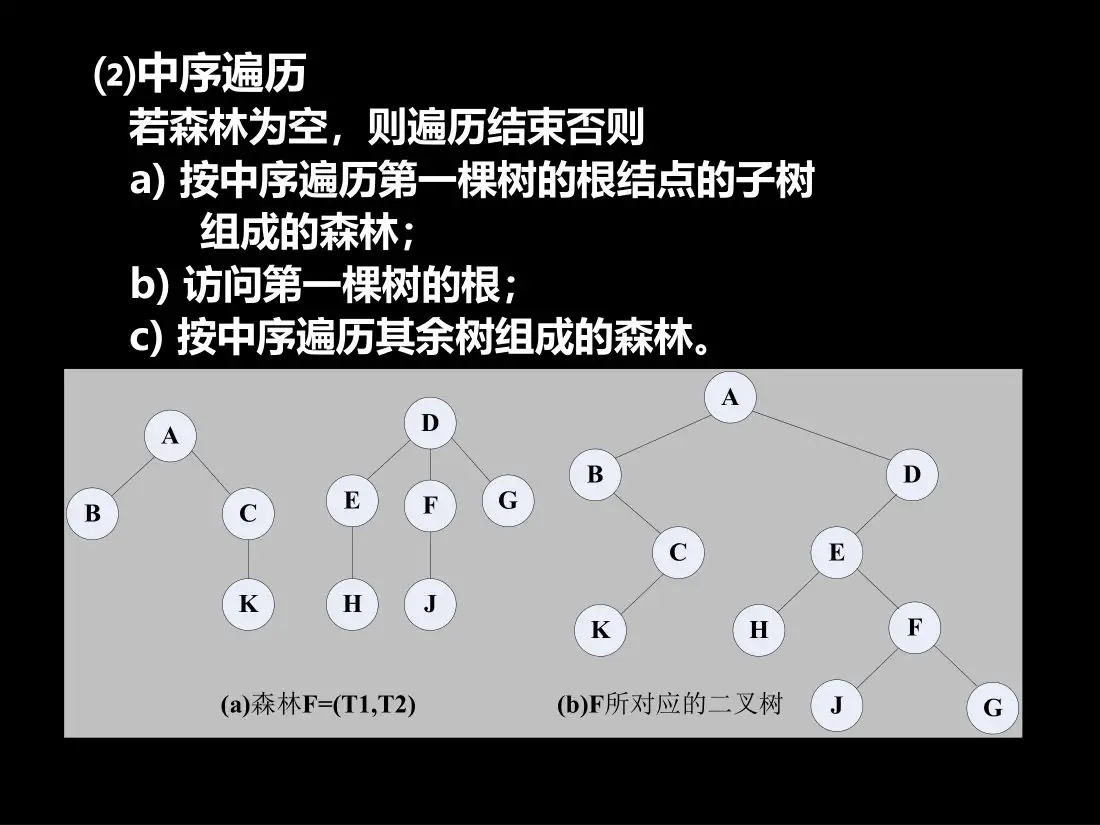 ⑵中序遍历
若森林为空，则遍历结束否则
a) 按中序遍历第一棵树的根结点的子树
组成的森林；
b) 访问第一棵树的根；
c) 按中序遍历其余树组成的森林。
A
B
C
K
D
E
F
G
H
J
(a)森林F=(T1,T2)
A
B
D
C
E
K
H
F
J
G
(b)F所对应的二叉树